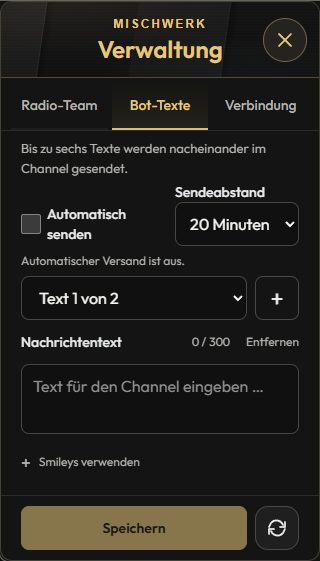 MISCHWERK
Verwaltung
Radio-Team Bot-Texte Verbindung
Bis zu sechs Texte werden nacheinander im
Channel gesendet.
Sendeabstand
Automatisch
senden
20 Minuten
Automatischer Versand ist aus.
Text 1 von 2
+
Nachrichtentext 0 / 300 Entfernen
Text für den Channel eingeben ...
+ Smileys verwenden
Speichern